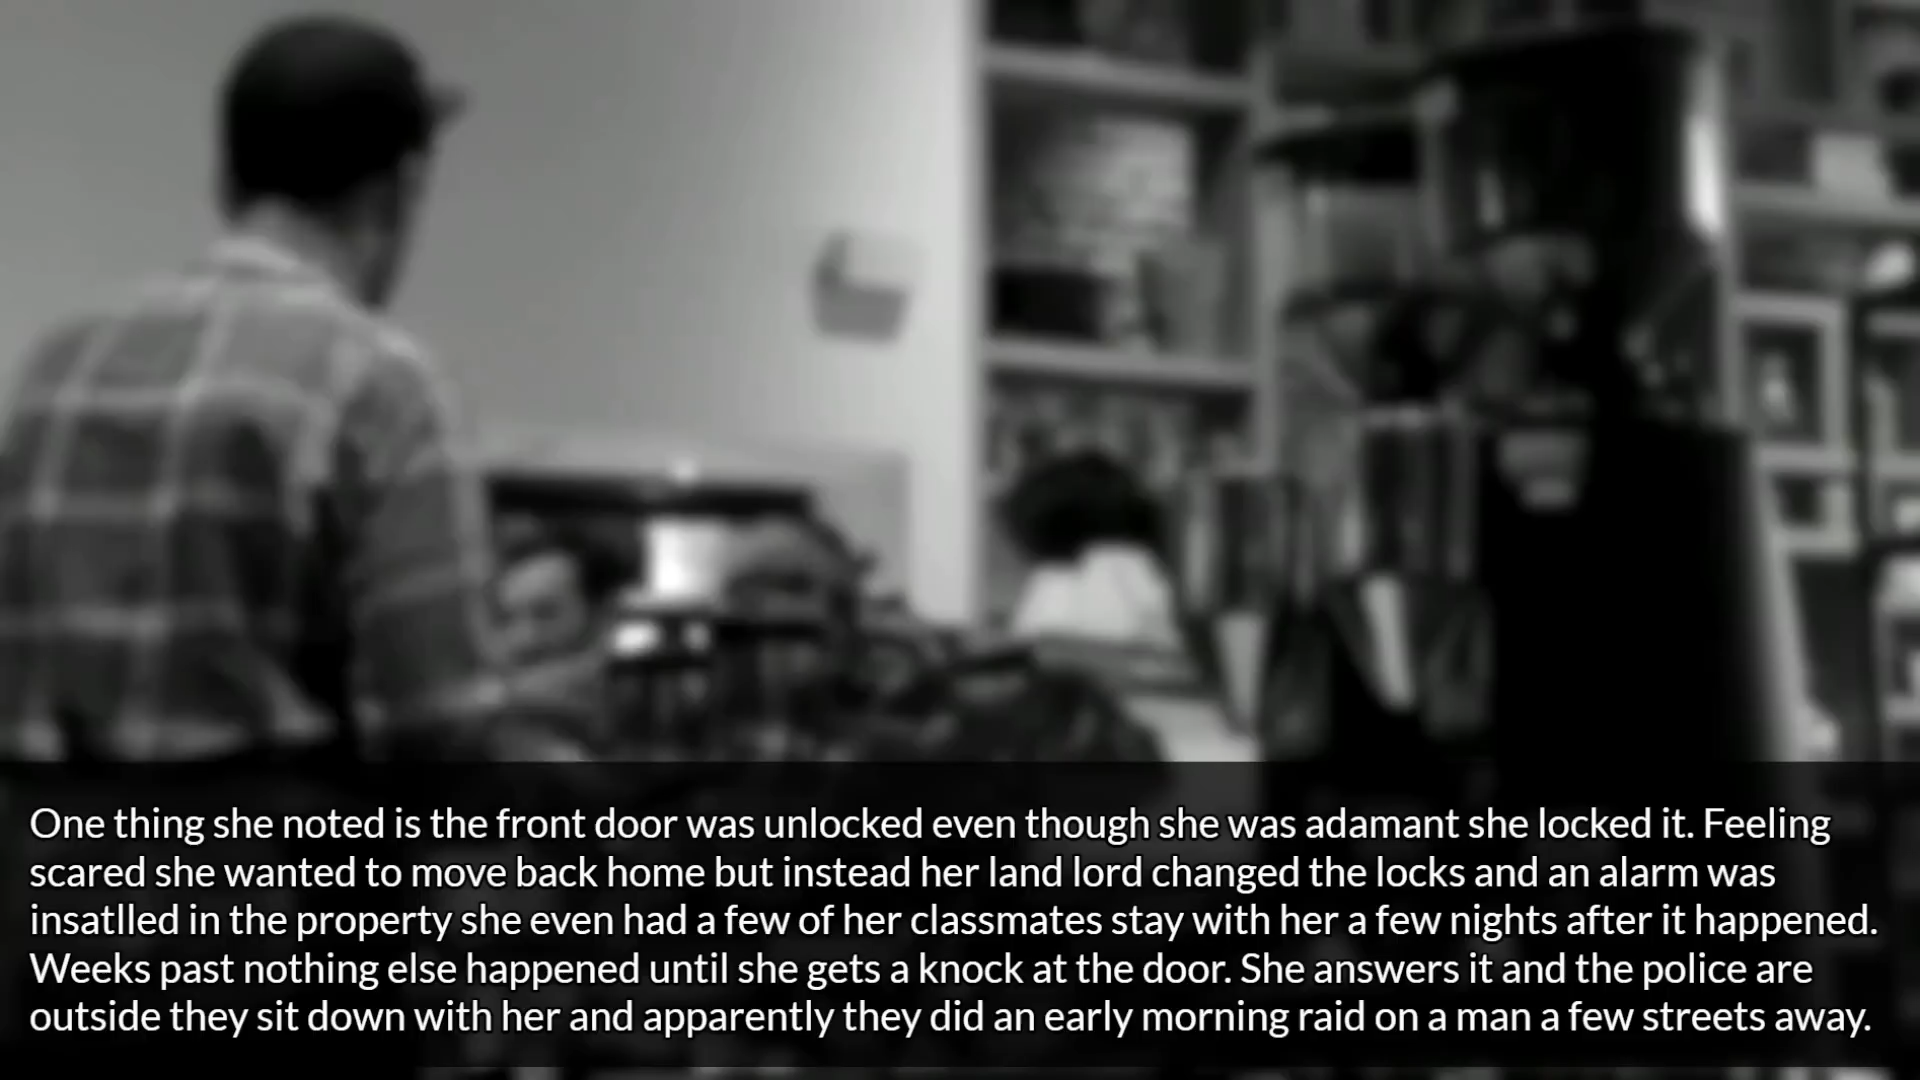 One thing she noted is the front door was unlocked even though she was adamant she locked it. Feeling
scared she wanted to move back home but instead her land lord changed the locks and an alarm was
insatlled in the property she even had a few of her classmates stay with her a few nights after it happened.
Weeks past nothing else happened until she gets a knock at the door. She answers it and the police are
outside they sit down with her and apparently they did an early morning raid on a man a few streets away.